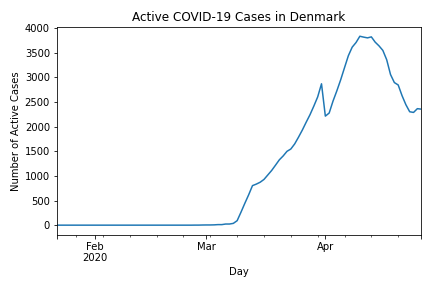 Active COVID-19 Cases in Denmark
4000
3500
3000
2500
2000
1500
1000
500
0
Number of Active Cases
Feb
2020
Mar
Apr
Day